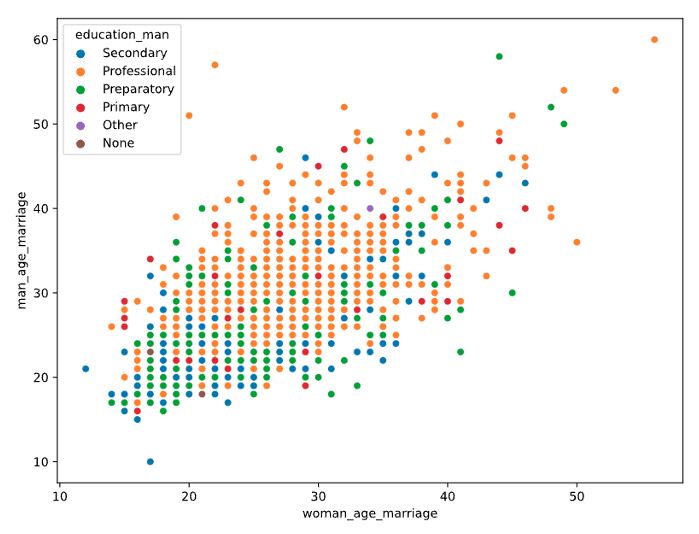 education_man
Secondary
Professional
Preparatory
Primary
Other
None
60
50
40
30
20
10
man_age_marriage
10 20 30 40 50
woman_age_marriage